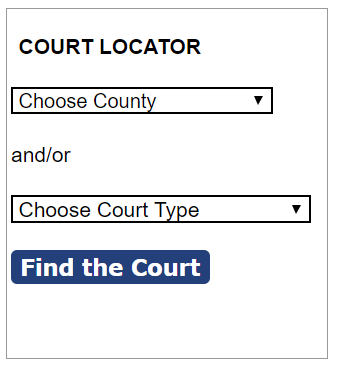 COURT LOCATOR
Choose County
and/or
Choose Court Type
Find the Court